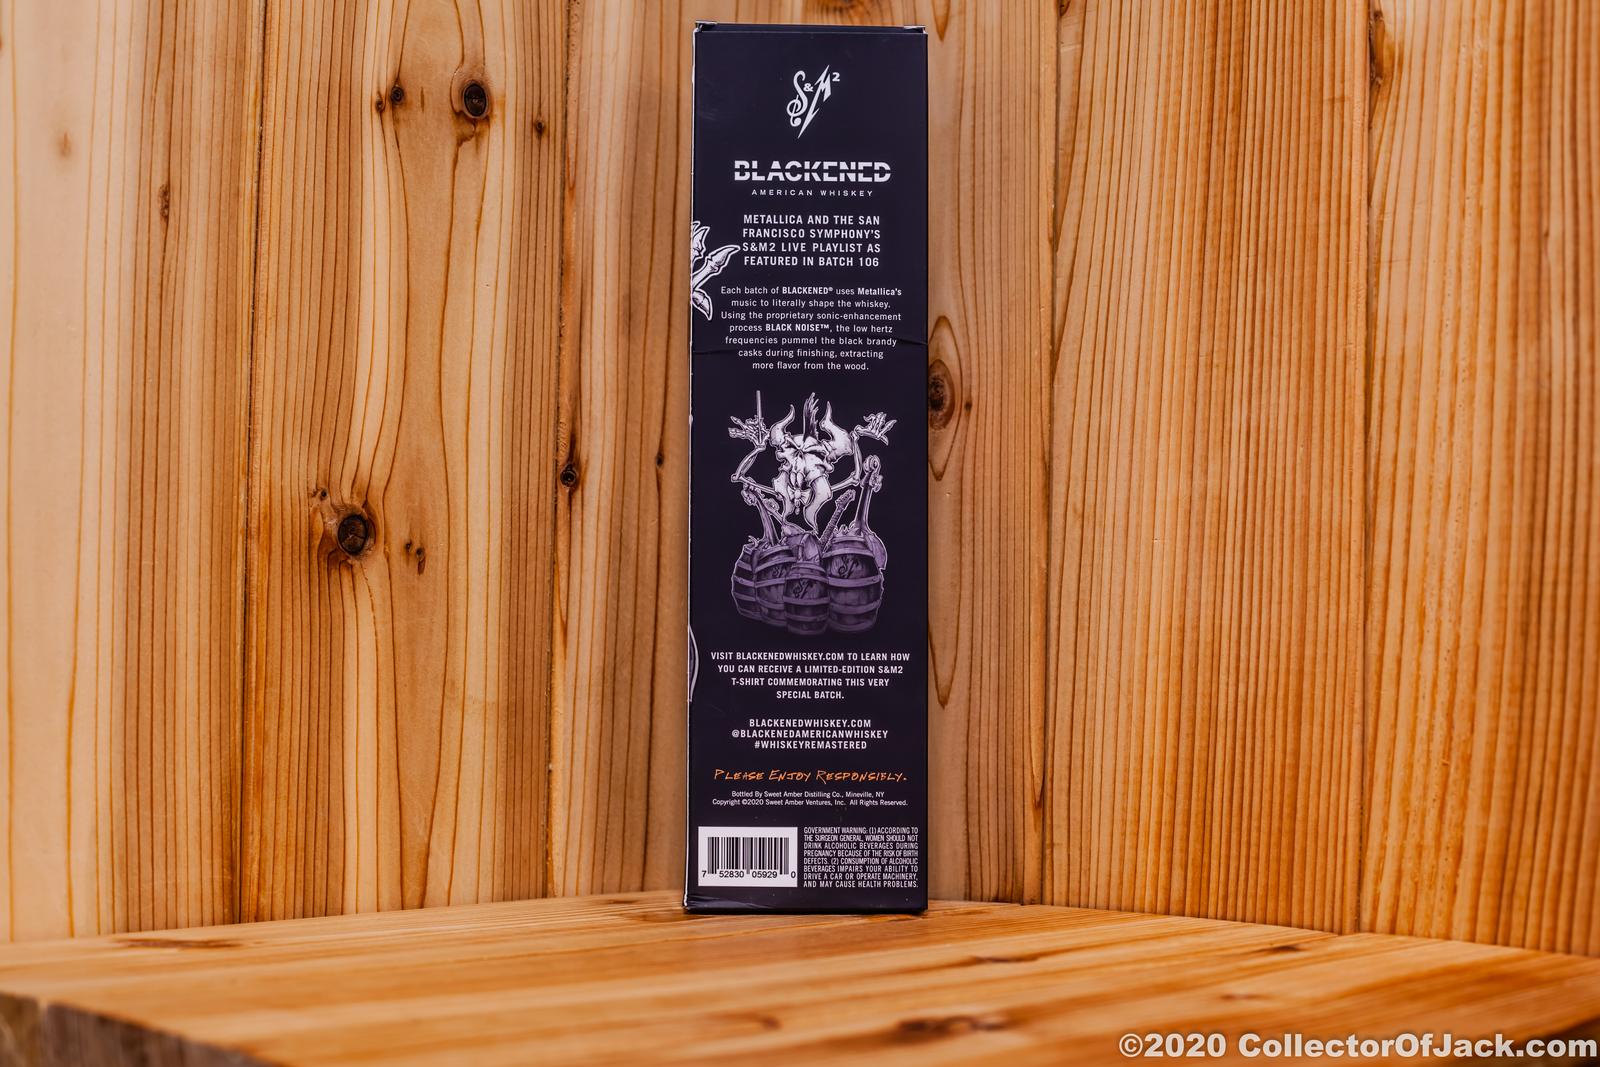 S&M2
BLACKENED
AMERICAN WHISKEY
METALLICA AND THE SAN
FRANCISCO SYMPHONY'S
S&M2 LIVE PLAYLIST AS
FEATURED IN BATCH 106
Each batch of BLACKENED® uses Metallica's
music to literally shape the whiskey.
Using the proprietary sonic-enhancement
process BLACK NOISE™, the low hertz
frequencies pummel the black brandy
casks during finishing, extracting
more flavor from the wood.
VISIT BLACKENEDWHISKEY.COM TO LEARN HOW
YOU CAN RECEIVE A LIMITED-EDITION S&M2
T-SHIRT COMMEMORATING THIS VERY
SPECIAL BATCH.
BLACKENEDWHISKEY.COM
@BLACKENEDAMERICANWHISKEY
#WHISKEYREMASTERED
PLEASE ENJOY RESPONSIBLY.
Bottled By Sweet Amber Distilling Co., Mineville, NY
Copyright ©2020 Sweet Amber Ventures, Inc. All Rights Reserved.
7 52830 05929 0
GOVERNMENT WARNING: (1) ACCORDING TO
THE SURGEON GENERAL, WOMEN SHOULD NOT
DRINK ALCOHOLIC BEVERAGES DURING
PREGNANCY BECAUSE OF THE RISK OF BIRTH
DEFECTS. (2) CONSUMPTION OF ALCOHOLIC
BEVERAGES IMPAIRS YOUR ABILITY TO
DRIVE A CAR OR OPERATE MACHINERY,
AND MAY CAUSE HEALTH PROBLEMS.
©2020 CollectorOfJack.com